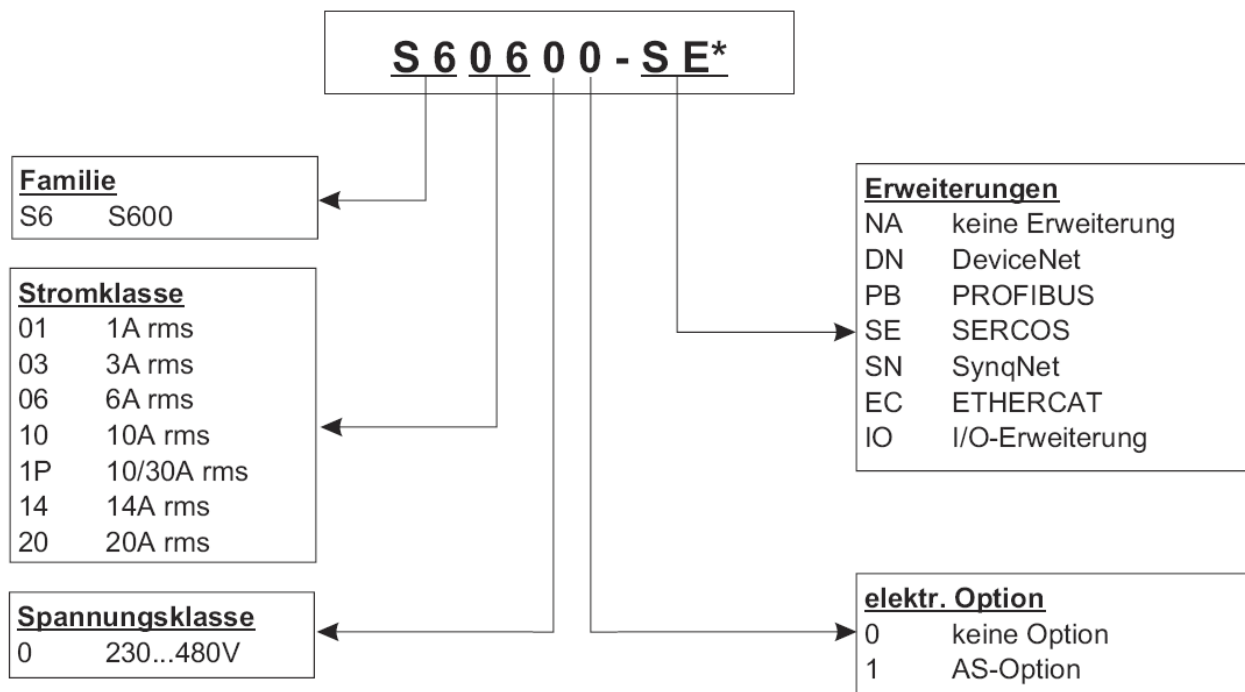 S60600-SE*
Familie
S6 S600
Stromklasse
01 1A rms
03 3A rms
06 6A rms
10 10A rms
1P 10/30A rms
14 14A rms
20 20A rms
Spannungsklasse
0 230...480V
Erweiterungen
NA keine Erweiterung
DN DeviceNet
PB PROFIBUS
SE SERCOS
SN SynqNet
EC ETHERCAT
IO I/O-Erweiterung
elektr. Option
0 keine Option
1 AS-Option